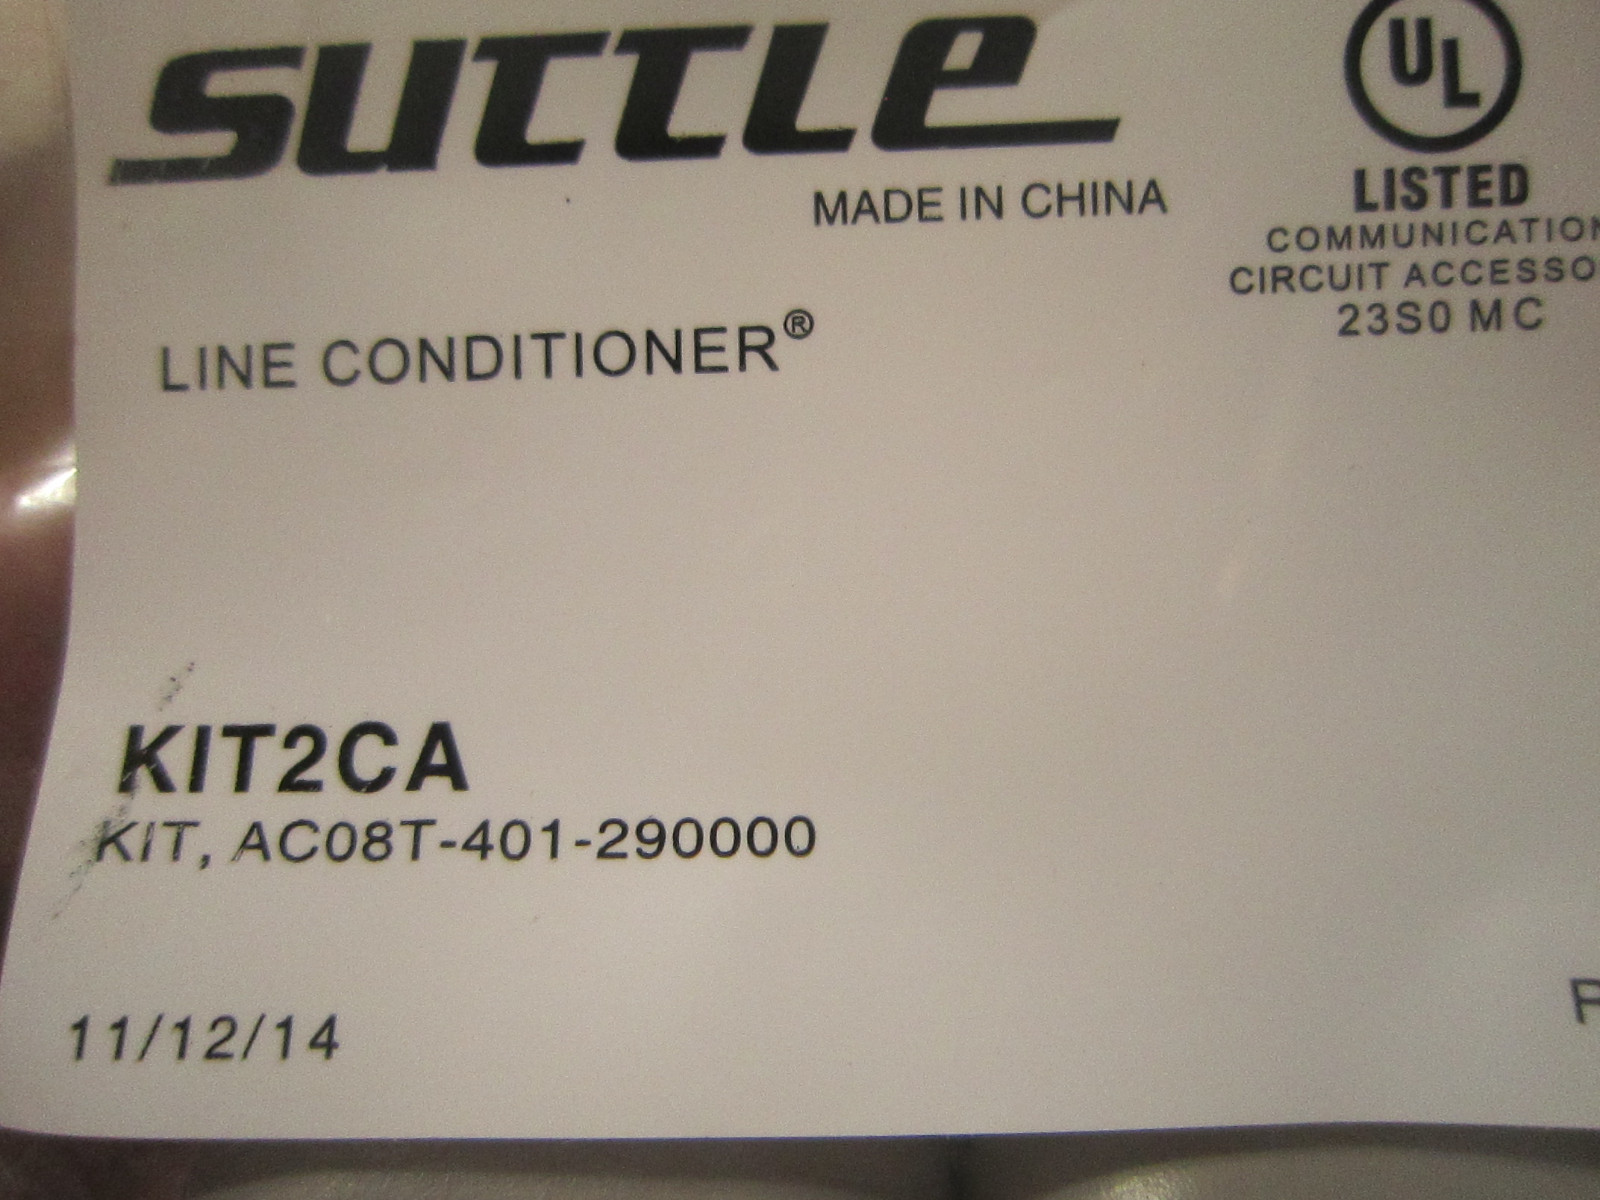 SUTTLE
UL
MADE IN CHINA
LISTED
COMMUNICATION
CIRCUIT ACCESSO
23S0 MC
LINE CONDITIONER®
KIT2CA
KIT, AC08T-401-290000
11/12/14